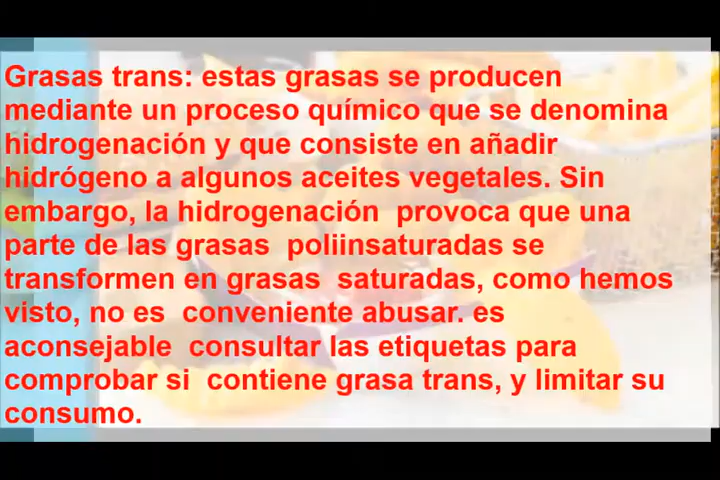 Grasas trans: estas grasas se producen
mediante un proceso químico que se denomina
hidrogenación y que consiste en añadir
hidrógeno a algunos aceites vegetales. Sin
embargo, la hidrogenación provoca que una
parte de las grasas poliinsaturadas se
transformen en grasas saturadas, como hemos
visto, no es conveniente abusar. es
aconsejable consultar las etiquetas para
comprobar si contiene grasa trans, y limitar su
consumo.